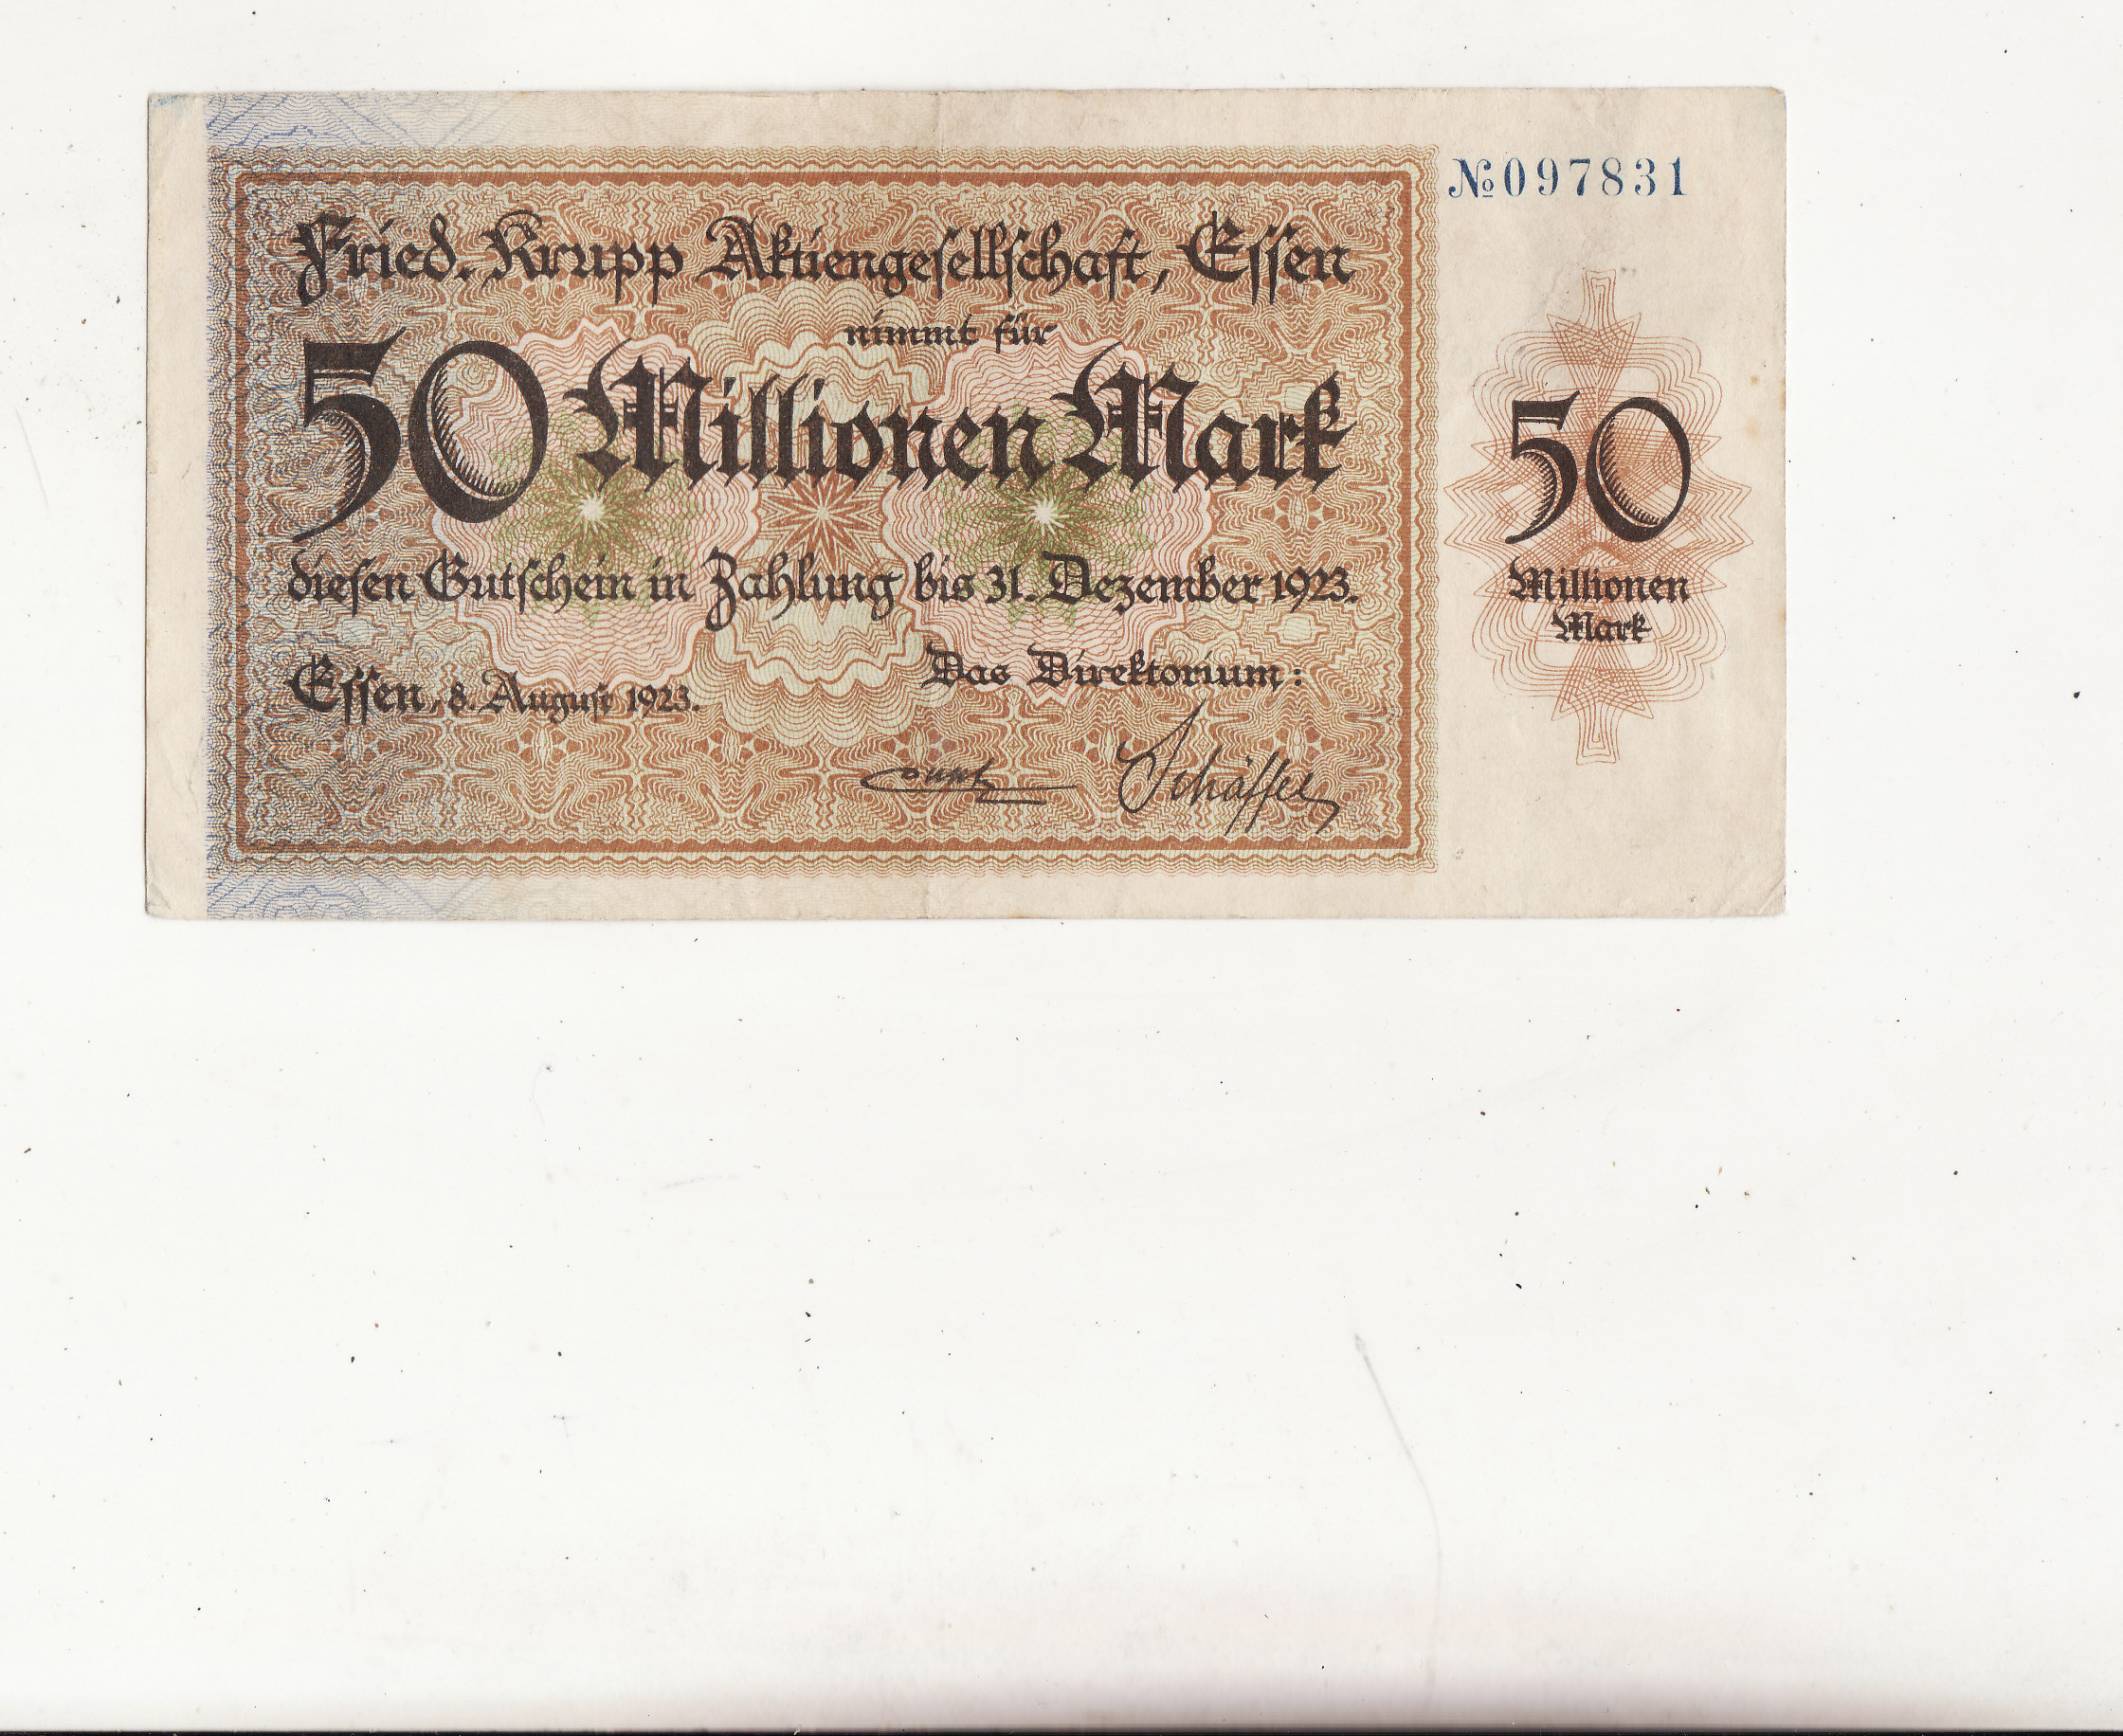 №097831
Fried. Krupp Aktiengesellschaft, Essen
nimmt für
50 Millionen Mark
diesen Gutschein in Zahlung bis 31. Dezember 1923.
Essen, 8. August 1923.
Das Direktorium:
Schäffer
50
Millionen
Mark